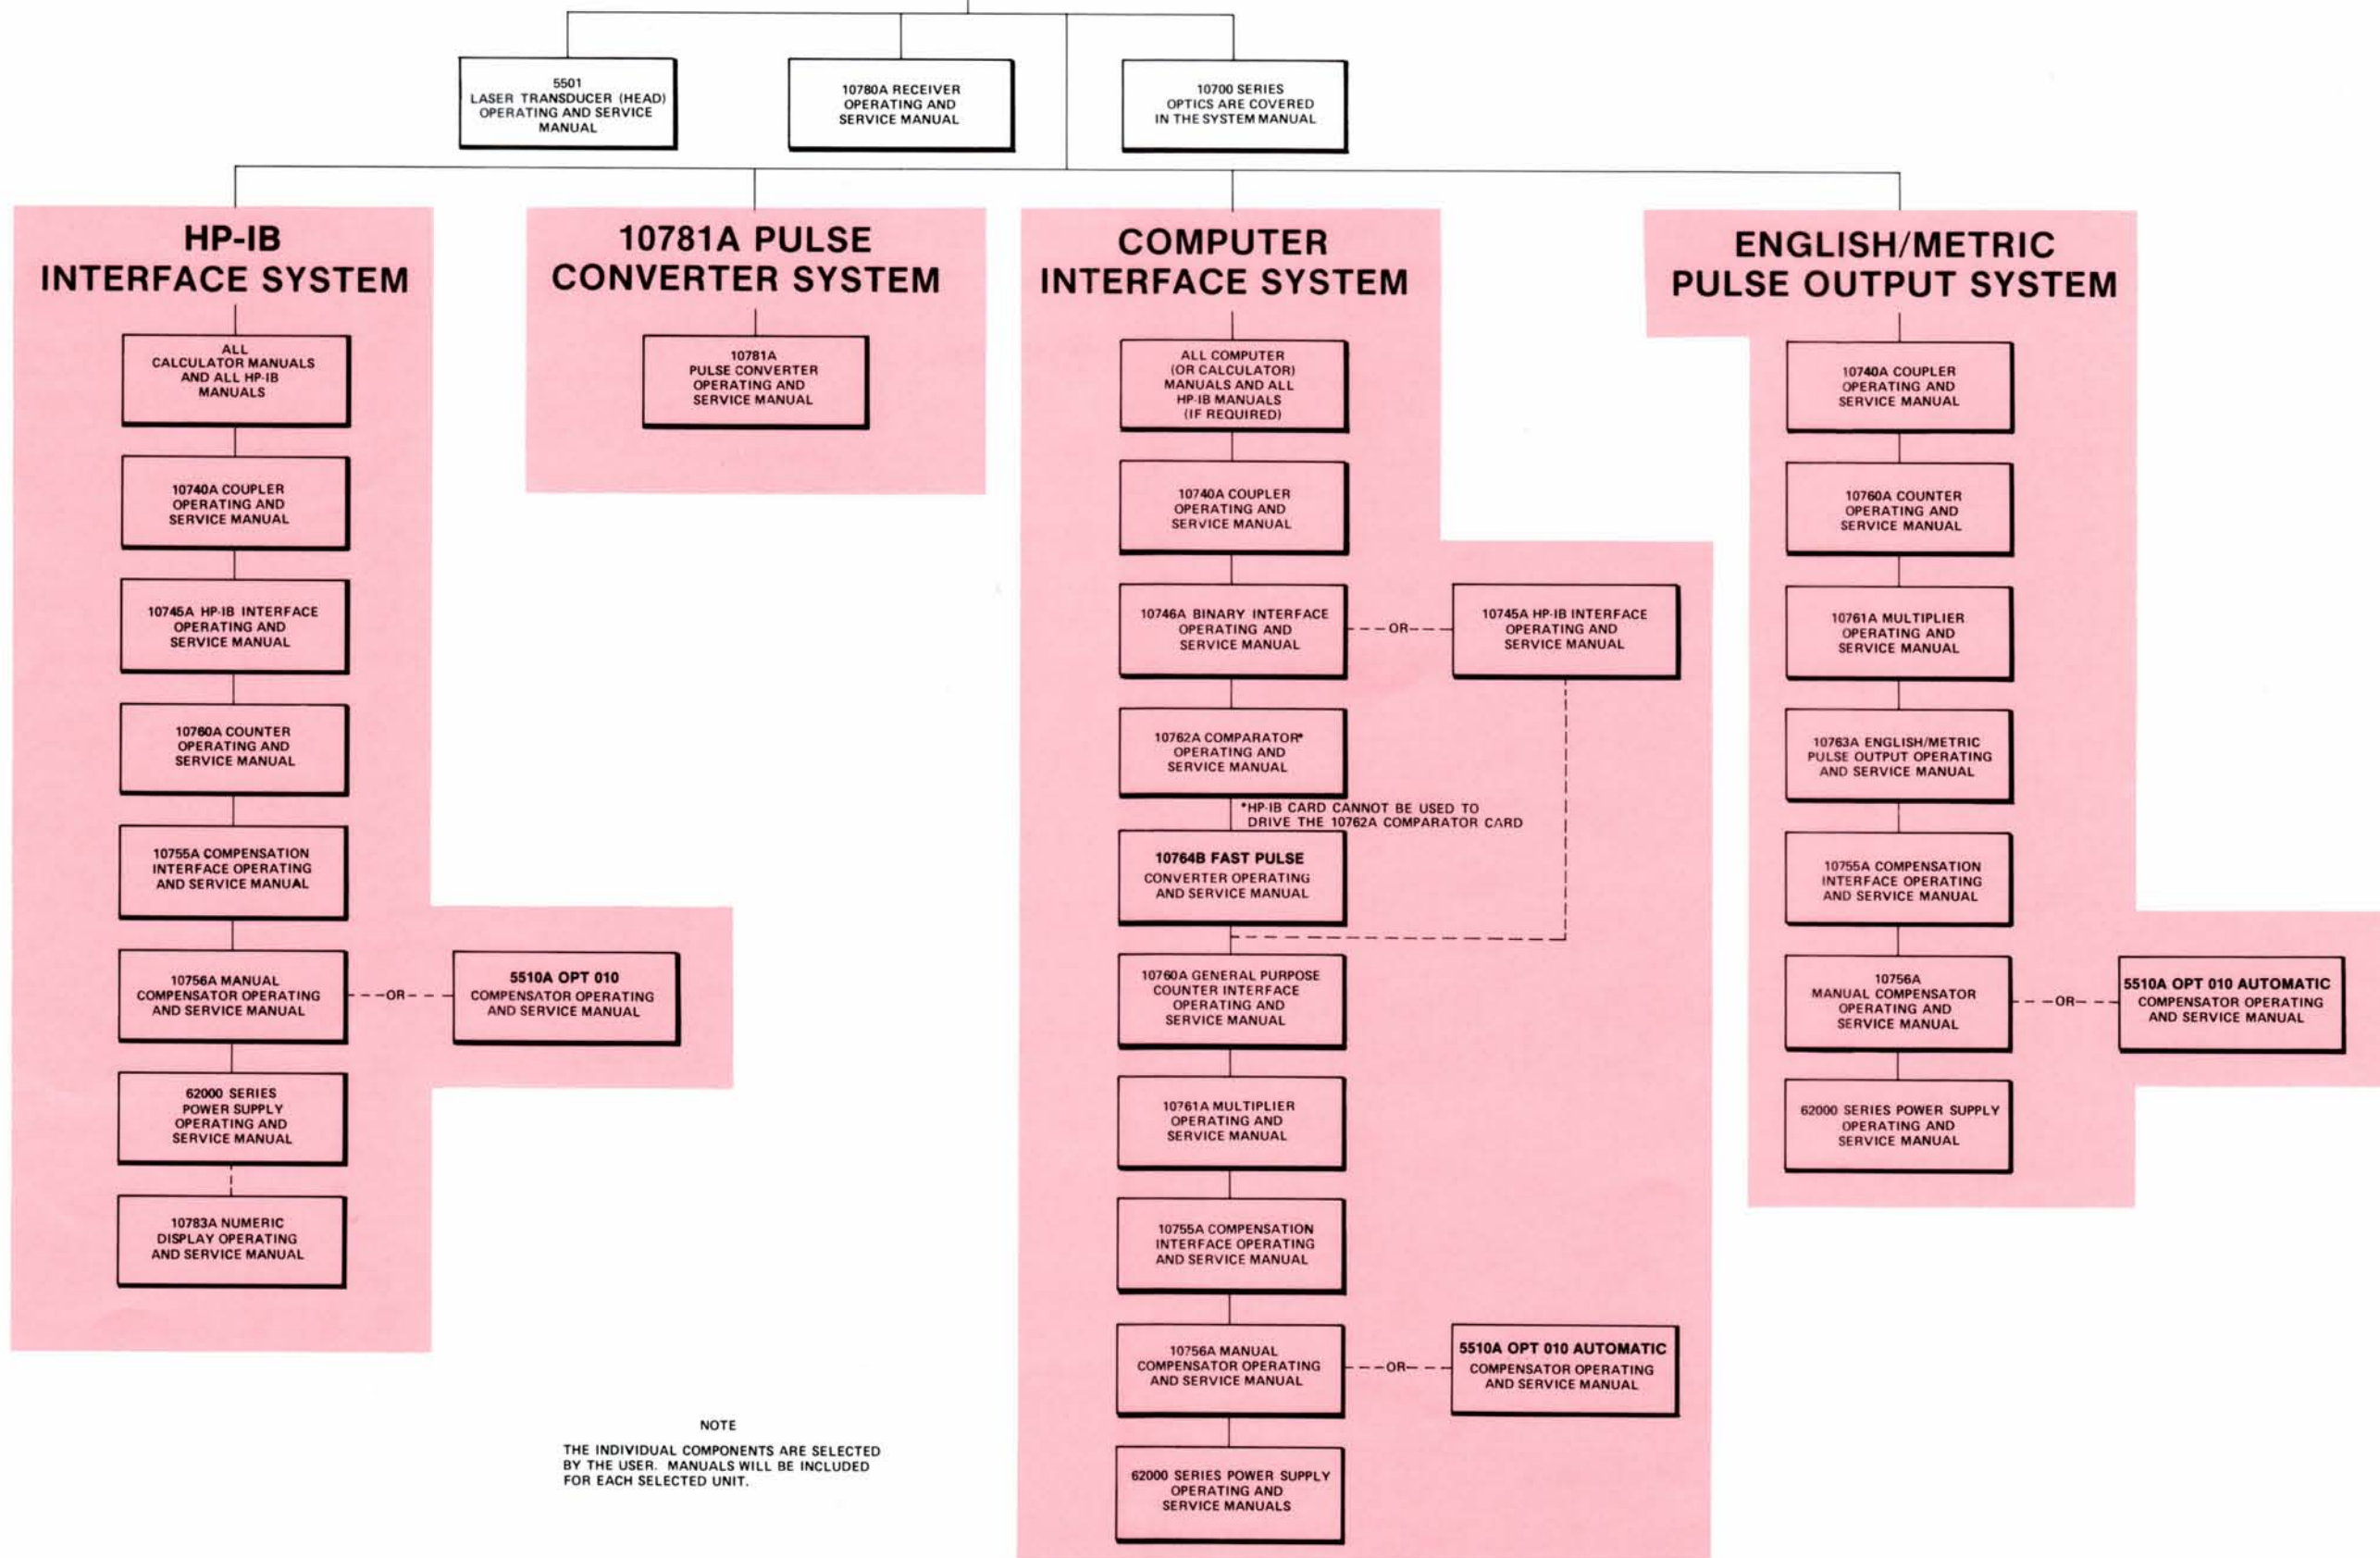 5501
LASER TRANSDUCER (HEAD)
OPERATING AND SERVICE
MANUAL
10780A RECEIVER
OPERATING AND
SERVICE MANUAL
10700 SERIES
OPTICS ARE COVERED
IN THE SYSTEM MANUAL
HP-IB
INTERFACE SYSTEM
ALL
CALCULATOR MANUALS
AND ALL HP-IB
MANUALS
10740A COUPLER
OPERATING AND
SERVICE MANUAL
10745A HP-IB INTERFACE
OPERATING AND
SERVICE MANUAL
10760A COUNTER
OPERATING AND
SERVICE MANUAL
10755A COMPENSATION
INTERFACE OPERATING
AND SERVICE MANUAL
10756A MANUAL
COMPENSATOR OPERATING
AND SERVICE MANUAL
OR
5510A OPT 010
COMPENSATOR OPERATING
AND SERVICE MANUAL
62000 SERIES
POWER SUPPLY
OPERATING AND
SERVICE MANUAL
10783A NUMERIC
DISPLAY OPERATING
AND SERVICE MANUAL
10781A PULSE
CONVERTER SYSTEM
10781A
PULSE CONVERTER
OPERATING AND
SERVICE MANUAL
COMPUTER
INTERFACE SYSTEM
ALL COMPUTER
(OR CALCULATOR)
MANUALS AND ALL
HP-IB MANUALS
(IF REQUIRED)
10740A COUPLER
OPERATING AND
SERVICE MANUAL
10746A BINARY INTERFACE
OPERATING AND
SERVICE MANUAL
OR
10745A HP-IB INTERFACE
OPERATING AND
SERVICE MANUAL
10762A COMPARATOR*
OPERATING AND
SERVICE MANUAL
*HP-IB CARD CANNOT BE USED TO
DRIVE THE 10762A COMPARATOR CARD
10764B FAST PULSE
CONVERTER OPERATING
AND SERVICE MANUAL
10760A GENERAL PURPOSE
COUNTER INTERFACE
OPERATING AND
SERVICE MANUAL
10761A MULTIPLIER
OPERATING AND
SERVICE MANUAL
10755A COMPENSATION
INTERFACE OPERATING
AND SERVICE MANUAL
10756A MANUAL
COMPENSATOR OPERATING
AND SERVICE MANUAL
OR
5510A OPT 010 AUTOMATIC
COMPENSATOR OPERATING
AND SERVICE MANUAL
62000 SERIES POWER SUPPLY
OPERATING AND
SERVICE MANUALS
ENGLISH/METRIC
PULSE OUTPUT SYSTEM
10740A COUPLER
OPERATING AND
SERVICE MANUAL
10760A COUNTER
OPERATING AND
SERVICE MANUAL
10761A MULTIPLIER
OPERATING AND
SERVICE MANUAL
10763A ENGLISH/METRIC
PULSE OUTPUT OPERATING
AND SERVICE MANUAL
10755A COMPENSATION
INTERFACE OPERATING
AND SERVICE MANUAL
10756A
MANUAL COMPENSATOR
OPERATING AND
SERVICE MANUAL
OR
5510A OPT 010 AUTOMATIC
COMPENSATOR OPERATING
AND SERVICE MANUAL
62000 SERIES POWER SUPPLY
OPERATING AND
SERVICE MANUAL
NOTE
THE INDIVIDUAL COMPONENTS ARE SELECTED
BY THE USER. MANUALS WILL BE INCLUDED
FOR EACH SELECTED UNIT.